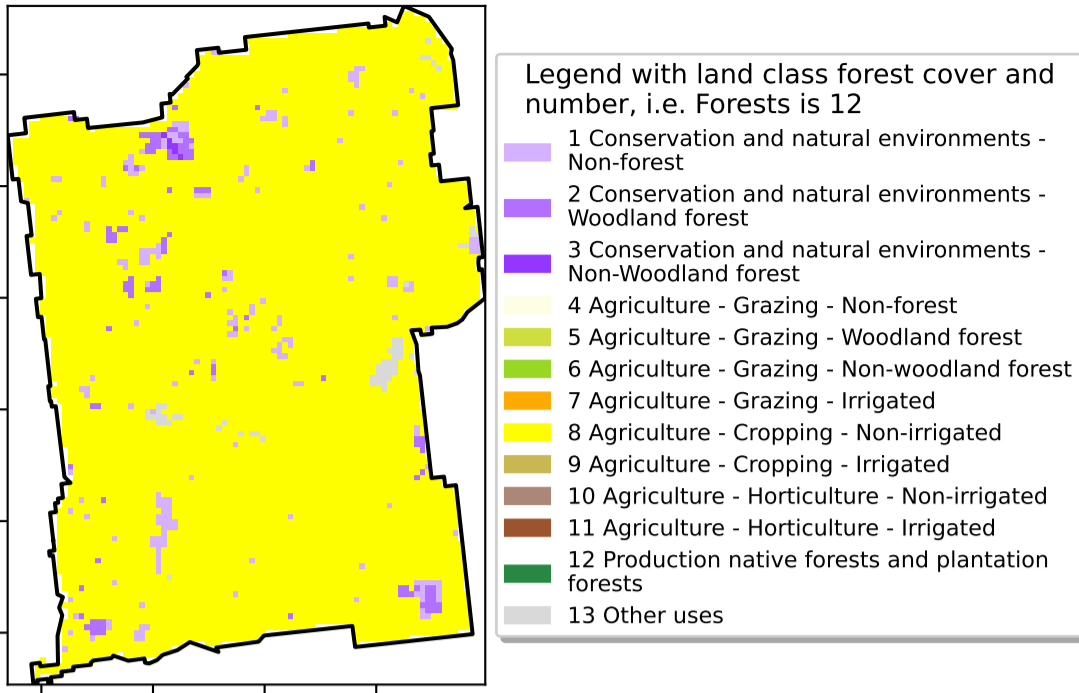 Legend with land class forest cover and
number, i.e. Forests is 12
1 Conservation and natural environments -
Non-forest
2 Conservation and natural environments -
Woodland forest
3 Conservation and natural environments -
Non-Woodland forest
4 Agriculture - Grazing - Non-forest
5 Agriculture - Grazing - Woodland forest
6 Agriculture - Grazing - Non-woodland forest
7 Agriculture - Grazing - Irrigated
8 Agriculture - Cropping - Non-irrigated
9 Agriculture - Cropping - Irrigated
10 Agriculture - Horticulture - Non-irrigated
11 Agriculture - Horticulture - Irrigated
12 Production native forests and plantation
forests
13 Other uses